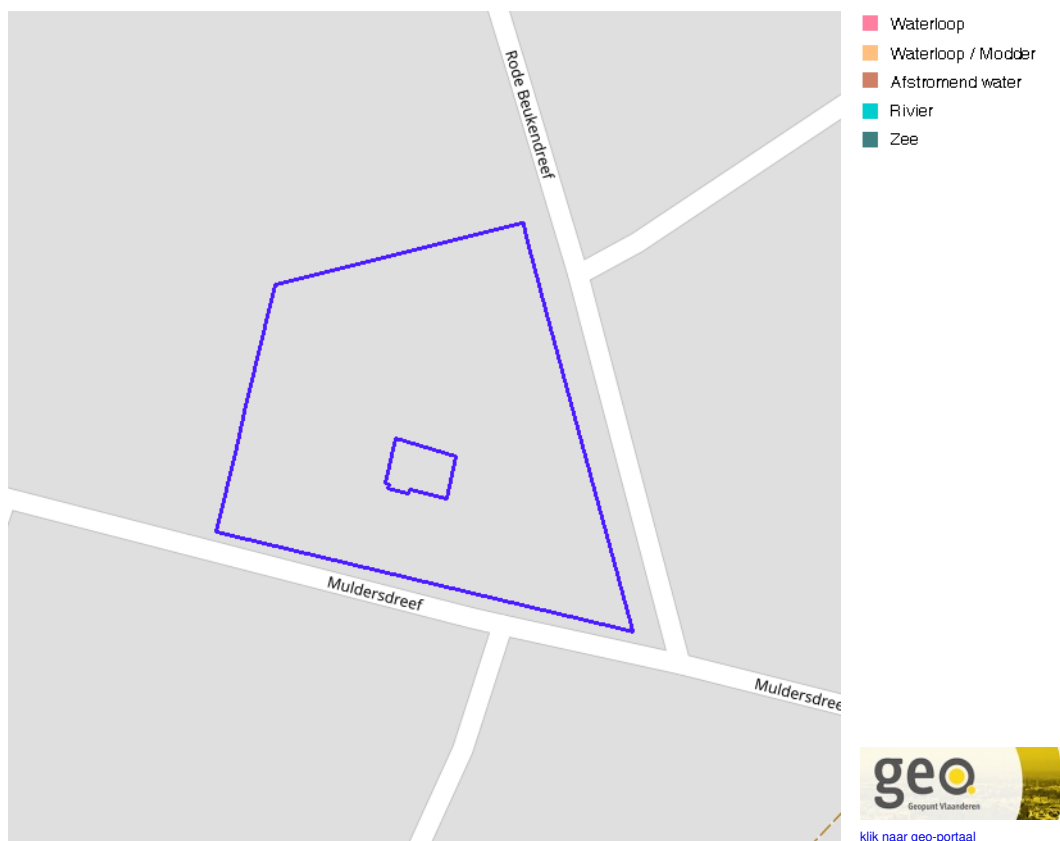 Rode Beukendreef
Muldersdreef
Muldersdree
Waterloop
Waterloop / Modder
Afstromend water
Rivier
Zee
geo
Geopunt Vlaanderen
klik naar geo-portaal